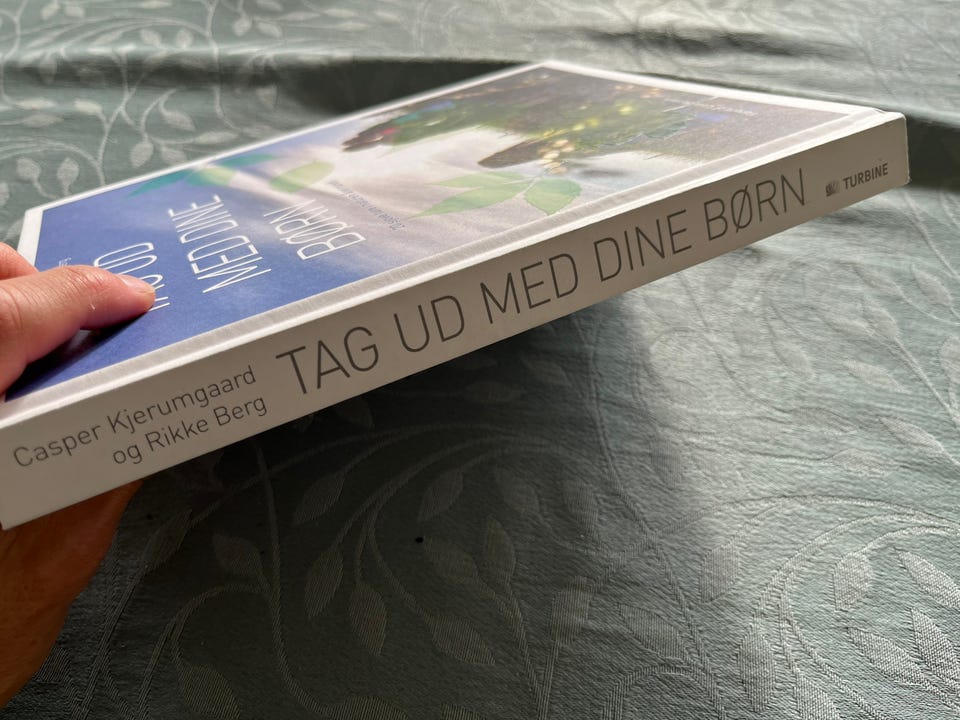 Casper Kjerumgaard
og Rikke Berg
TAG UD MED DINE BØRN
TURBINE
MED DINE
BØRN